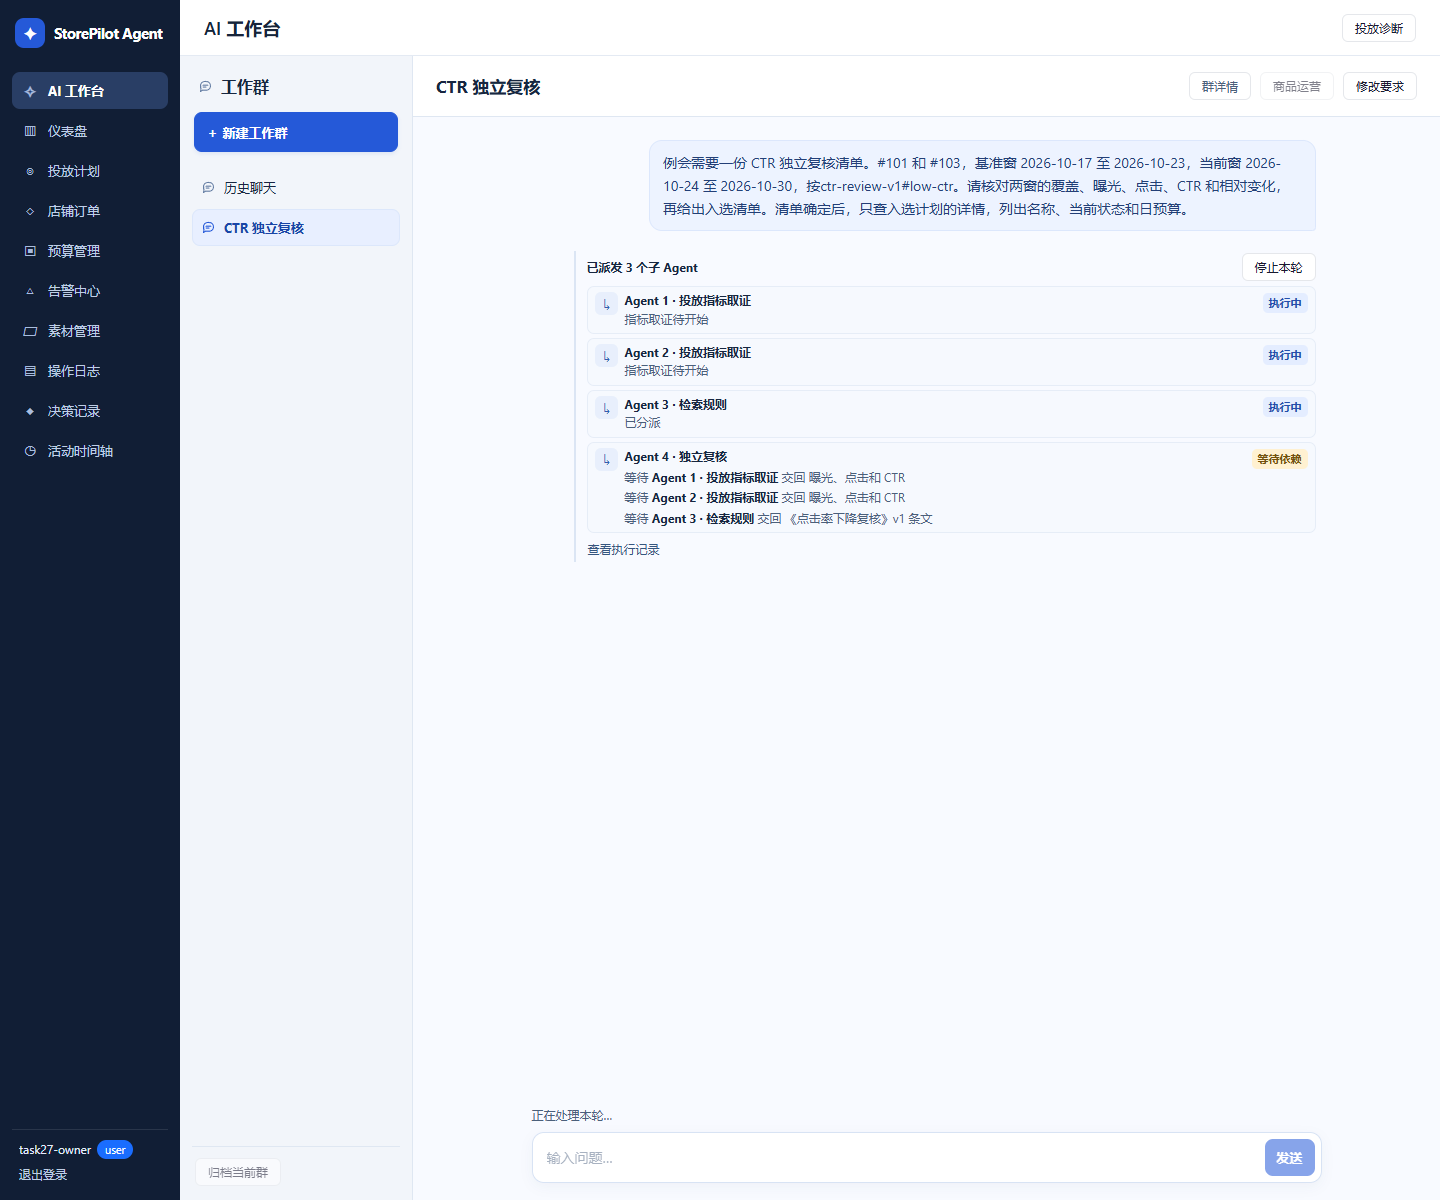 StorePilot Agent
AI 工作台
仪表盘
投放计划
店铺订单
预算管理
告警中心
素材管理
操作日志
决策记录
活动时间轴
task27-owner user
退出登录
AI 工作台
投放诊断
工作群
+ 新建工作群
历史聊天
CTR 独立复核
归档当前群
CTR 独立复核
群详情
商品运营
修改要求
例会需要一份 CTR 独立复核清单。#101 和 #103，基准窗 2026-10-17 至 2026-10-23，当前窗 2026-
10-24 至 2026-10-30，按ctr-review-v1#low-ctr。请核对两窗的覆盖、曝光、点击、CTR 和相对变化，
再给出入选清单。清单确定后，只查入选计划的详情，列出名称、当前状态和日预算。
已派发 3 个子 Agent
停止本轮
Agent 1 · 投放指标取证
执行中
指标取证待开始
Agent 2 · 投放指标取证
执行中
指标取证待开始
Agent 3 · 检索规则
执行中
已分派
Agent 4 · 独立复核
等待依赖
等待 Agent 1 · 投放指标取证 交回 曝光、点击和 CTR
等待 Agent 2 · 投放指标取证 交回 曝光、点击和 CTR
等待 Agent 3 · 检索规则 交回 《点击率下降复核》v1 条文
查看执行记录
正在处理本轮...
输入问题...
发送